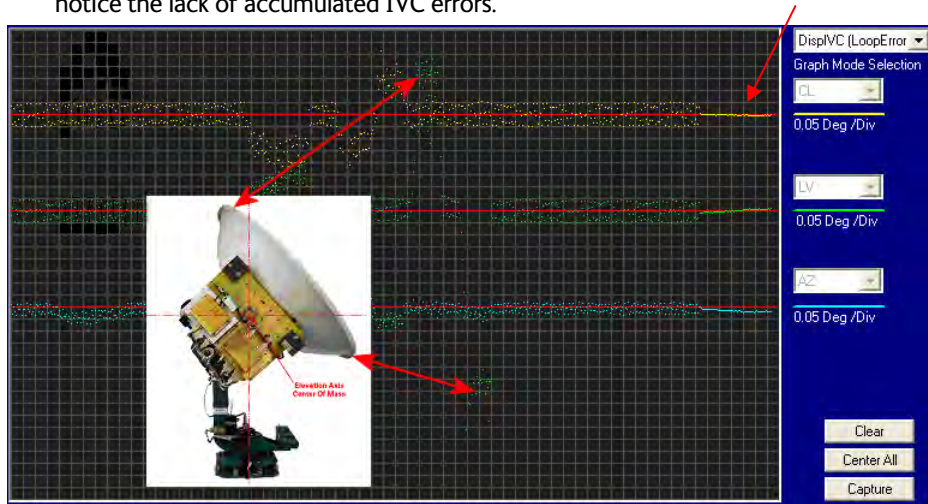 notice the lack of accumulated IVC errors.
DispIVC (LoopError
Graph Mode Selection
CL
0.05 Deg /Div
LV
0.05 Deg /Div
AZ
0.05 Deg /Div
Elevation Axis
Center Of Mass
Clear
Center All
Capture